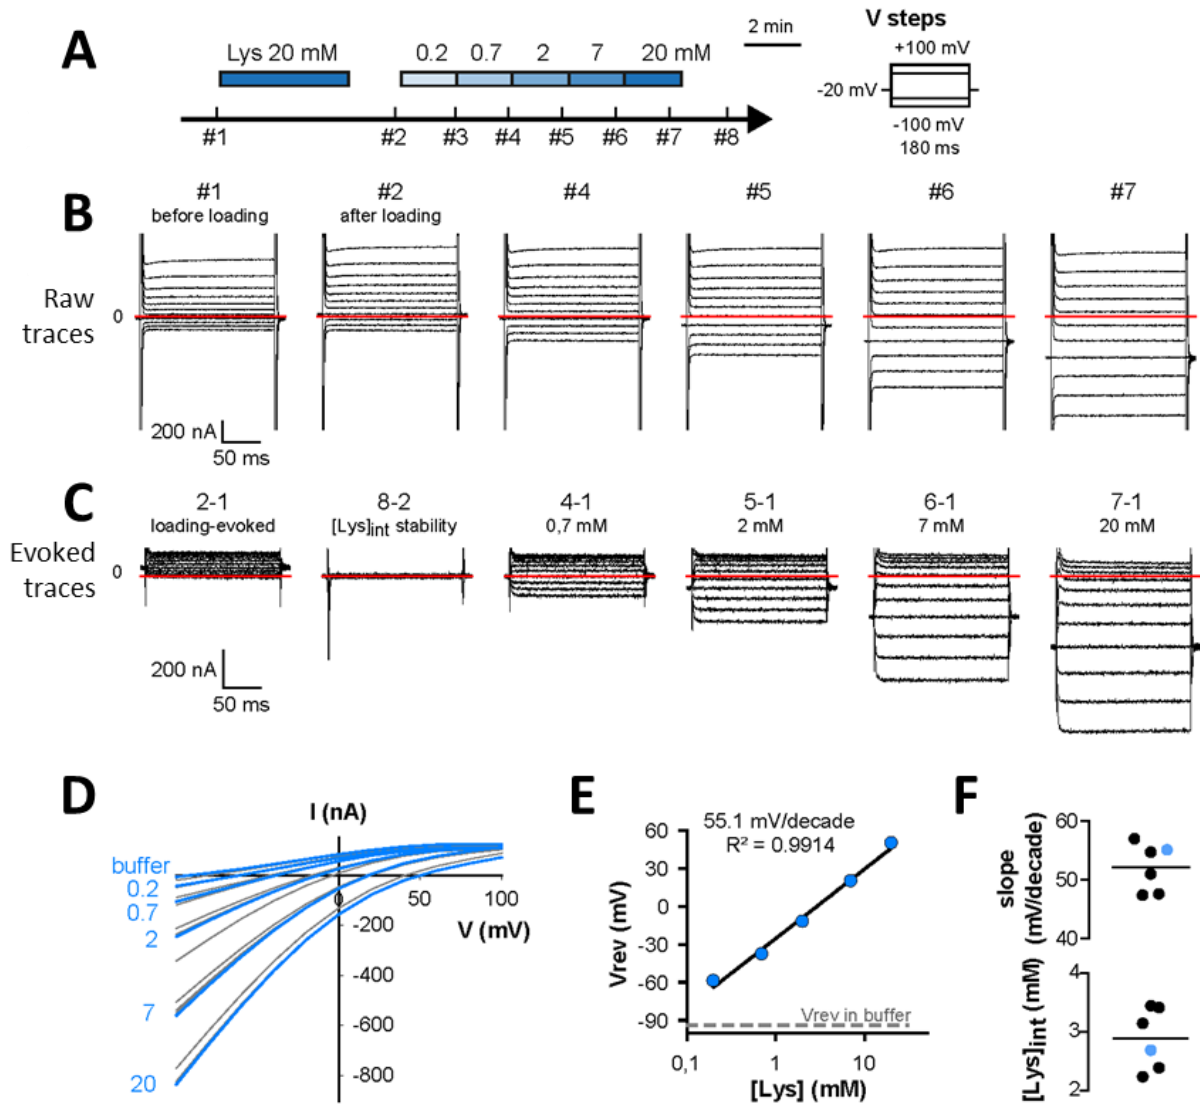 A
Lys 20 mM
0.2 0.7 2 7 20 mM
2 min
V steps
+100 mV
-20 mV
-100 mV
180 ms
#1 #2 #3 #4 #5 #6 #7 #8
B
#1 #2 #4 #5 #6 #7
before loading after loading
Raw
traces
0
200 nA
50 ms
C
2-1 8-2 4-1 5-1 6-1 7-1
loading-evoked [Lys]int stability 0,7 mM 2 mM 7 mM 20 mM
Evoked
traces
0
200 nA
50 ms
D
I (nA)
buffer
0.2
0.7
2
7
20
0 50 100
V (mV)
-200
-400
-600
-800
E
55.1 mV/decade
R² = 0.9914
60
30
0
-30
-60
-90
Vrev (mV)
Vrev in buffer
0,1 1 10
[Lys] (mM)
F
slope
(mV/decade)
60
50
40
[Lys]int (mM)
4
3
2